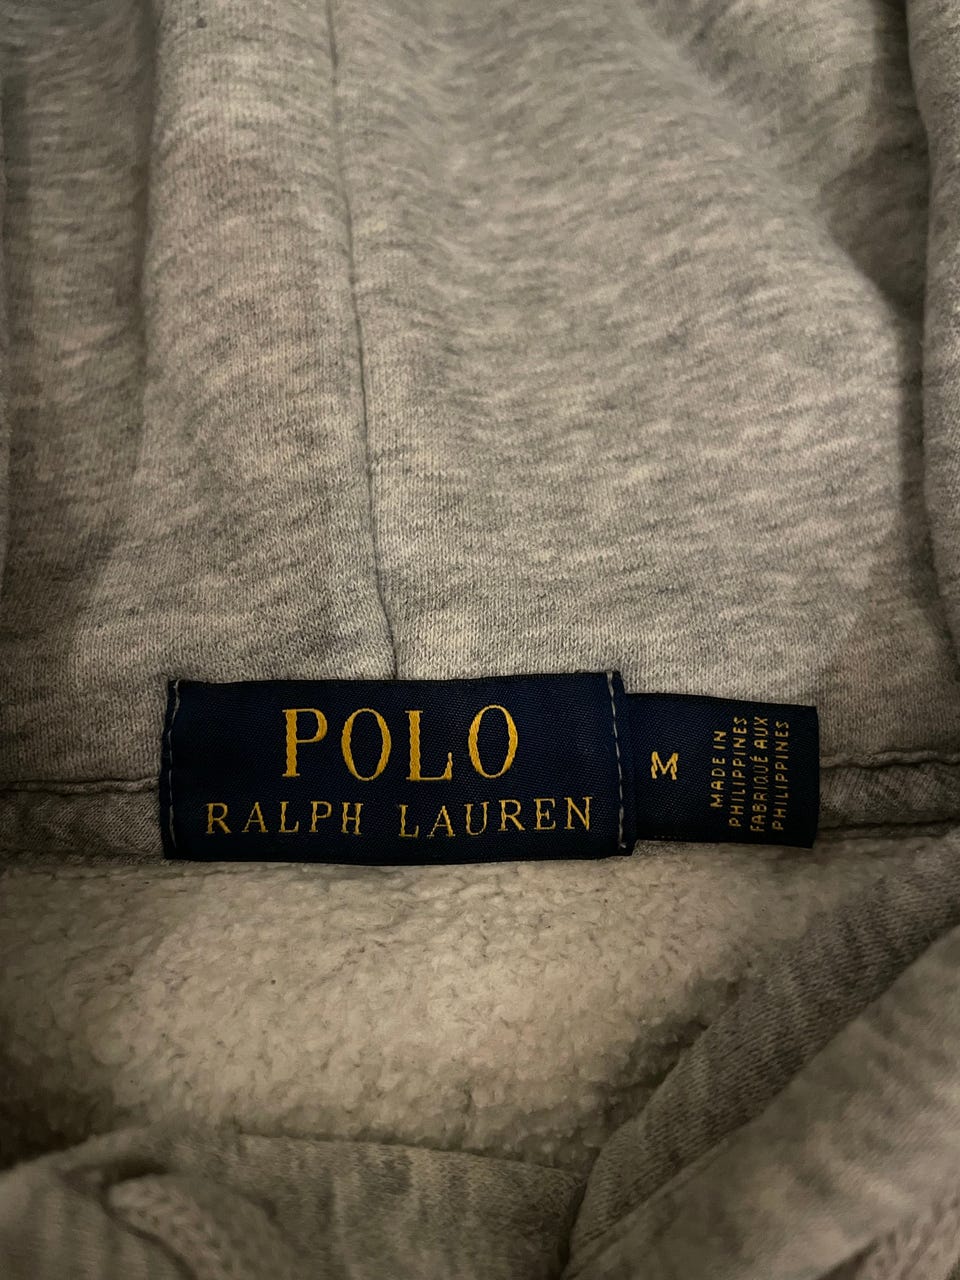 POLO
RALPH LAUREN
M
MADE IN
PHILIPPINES
FABRIQUÉ AUX
PHILIPPINES